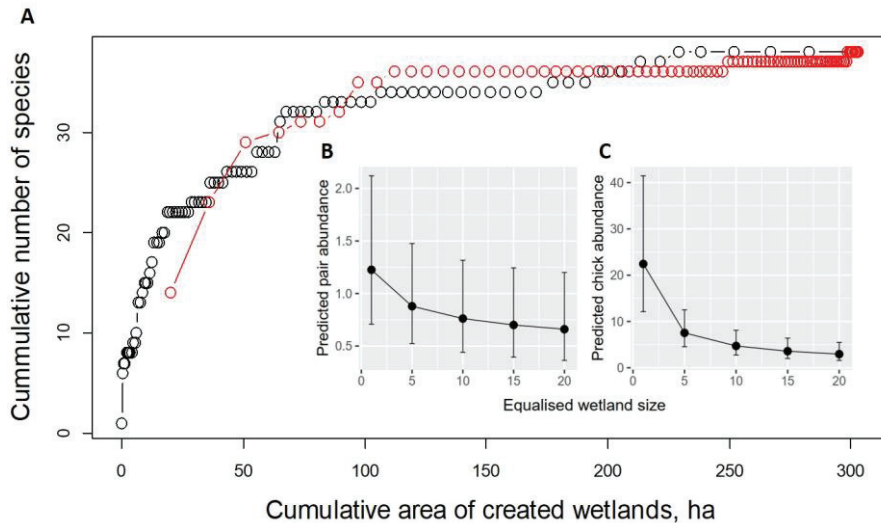 A
Cummulative number of species
0
10
20
30
0 50 100 150 200 250 300
Cumulative area of created wetlands, ha
B
Predicted pair abundance
2.0
1.5
1.0
0.5
0 5 10 15 20
C
Predicted chick abundance
40
30
20
10
0
0 5 10 15 20
Equalised wetland size